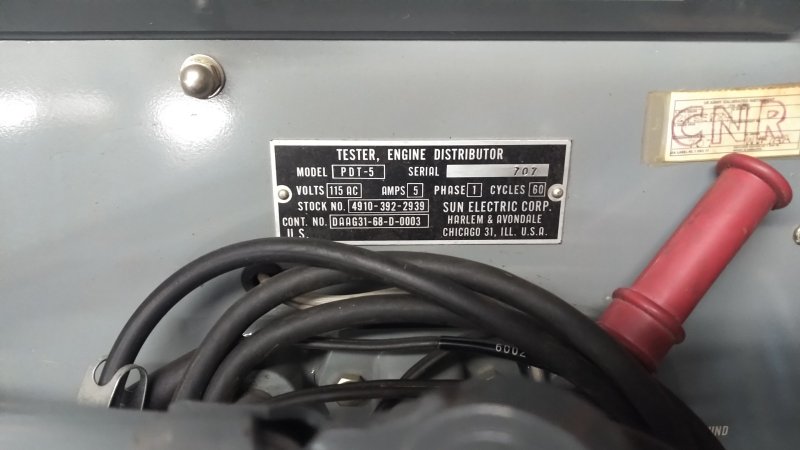 TESTER, ENGINE DISTRIBUTOR
MODEL PDT-5 SERIAL 707
VOLTS 115 AC AMPS 5 PHASE 1 CYCLES 60
STOCK NO. 4910-392-2939 SUN ELECTRIC CORP.
CONT. NO. DAAG31-68-D-0003 HARLEM & AVONDALE
U.S. CHICAGO 31, ILL. U.S.A.
CNR
6002
UND